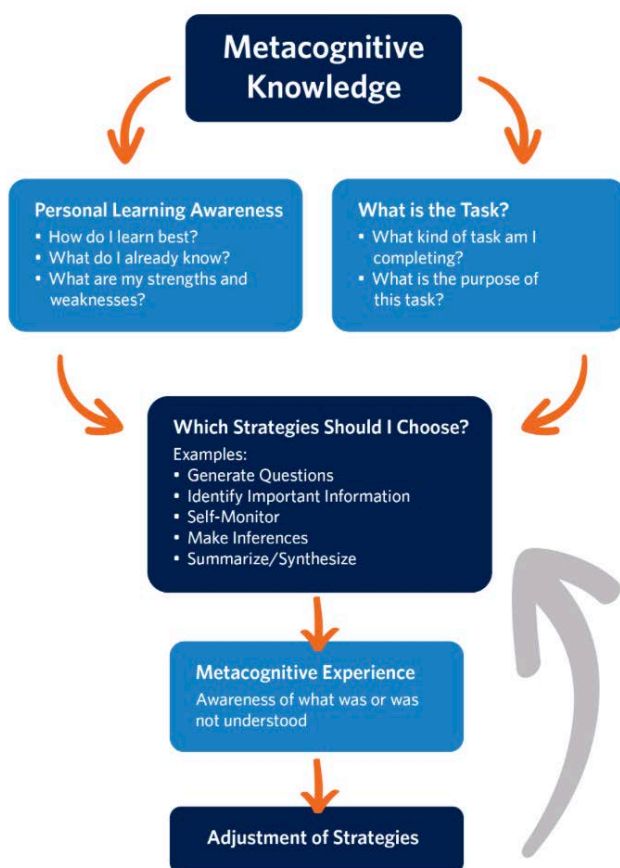 Metacognitive
Knowledge
Personal Learning Awareness
▪ How do I learn best?
▪ What do I already know?
▪ What are my strengths and
weaknesses?
What is the Task?
▪ What kind of task am I
completing?
▪ What is the purpose of
this task?
Which Strategies Should I Choose?
Examples:
• Generate Questions
• Identify Important Information
• Self-Monitor
• Make Inferences
• Summarize/Synthesize
Metacognitive Experience
Awareness of what was or was
not understood
Adjustment of Strategies